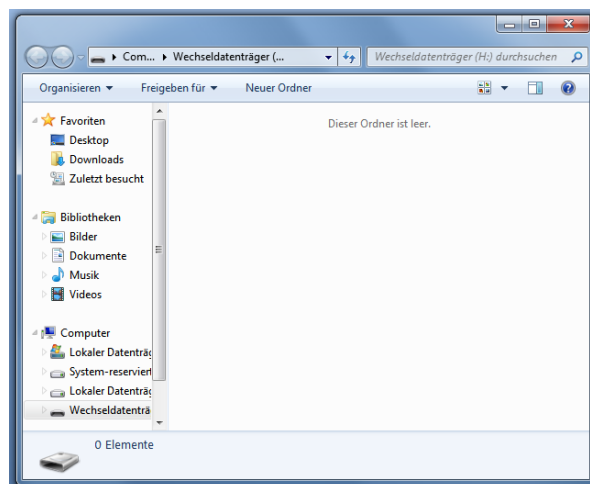 Com... Wechseldatenträger (...
Wechseldatenträger (H:) durchsuchen
Organisieren Freigeben für Neuer Ordner
Favoriten
Desktop
Downloads
Zuletzt besucht
Bibliotheken
Bilder
Dokumente
Musik
Videos
Computer
Lokaler Datenträg
System-reserviert
Lokaler Datenträg
Wechseldatenträ
Dieser Ordner ist leer.
0 Elemente